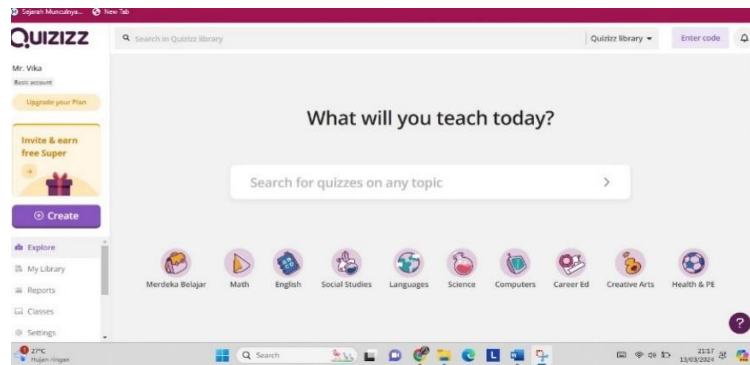 Sejarah Munculnya... New Tab
QUIZIZZ
Search in Quizizz library
Quizizz library
Enter code
Mr. Vika
Basic account
Upgrade your Plan
Invite & earn
free Super
Create
Explore
My Library
Reports
Classes
Settings
What will you teach today?
Search for quizzes on any topic
Merdeka Belajar Math English Social Studies Languages Science Computers Career Ed Creative Arts Health & PE
?
27°C
Hujan ringan
Search
21:17
13/03/2024